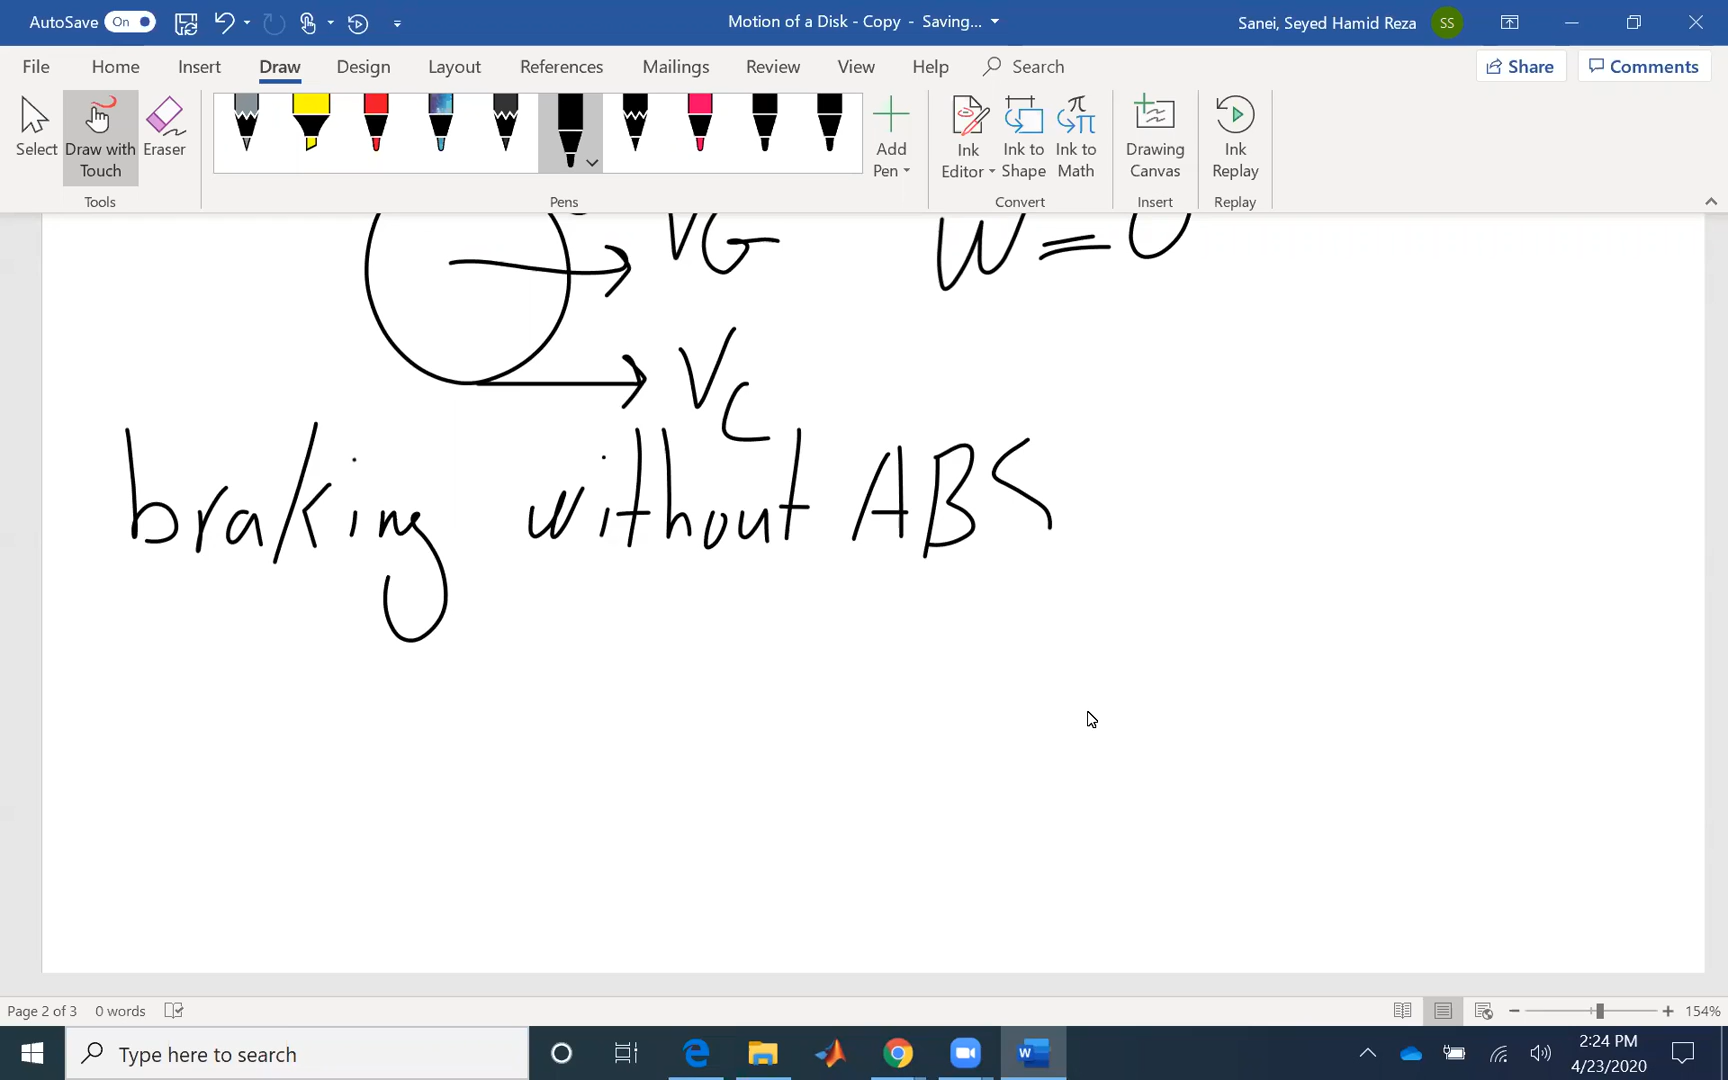 AutoSave On Motion of a Disk - Copy - Saving... Sanei, Seyed Hamid Reza SS
File Home Insert Draw Design Layout References Mailings Review View Help Search Share Comments
Select Draw with Touch Eraser Add Pen Ink Editor Ink to Shape Ink to Math Drawing Canvas Ink Replay
Tools Pens Convert Insert Replay
VG W=0
VC
braking without ABS
Page 2 of 3 0 words 154%
Type here to search 2:24 PM
4/23/2020